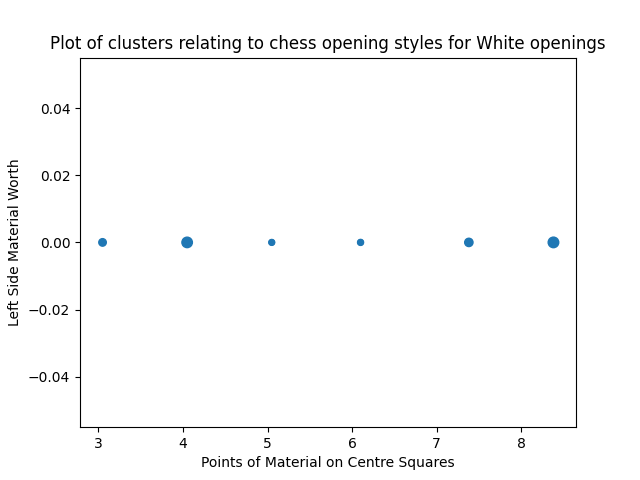 Plot of clusters relating to chess opening styles for White openings
0.04
0.02
0.00
−0.02
−0.04
Left Side Material Worth
3 4 5 6 7 8
Points of Material on Centre Squares